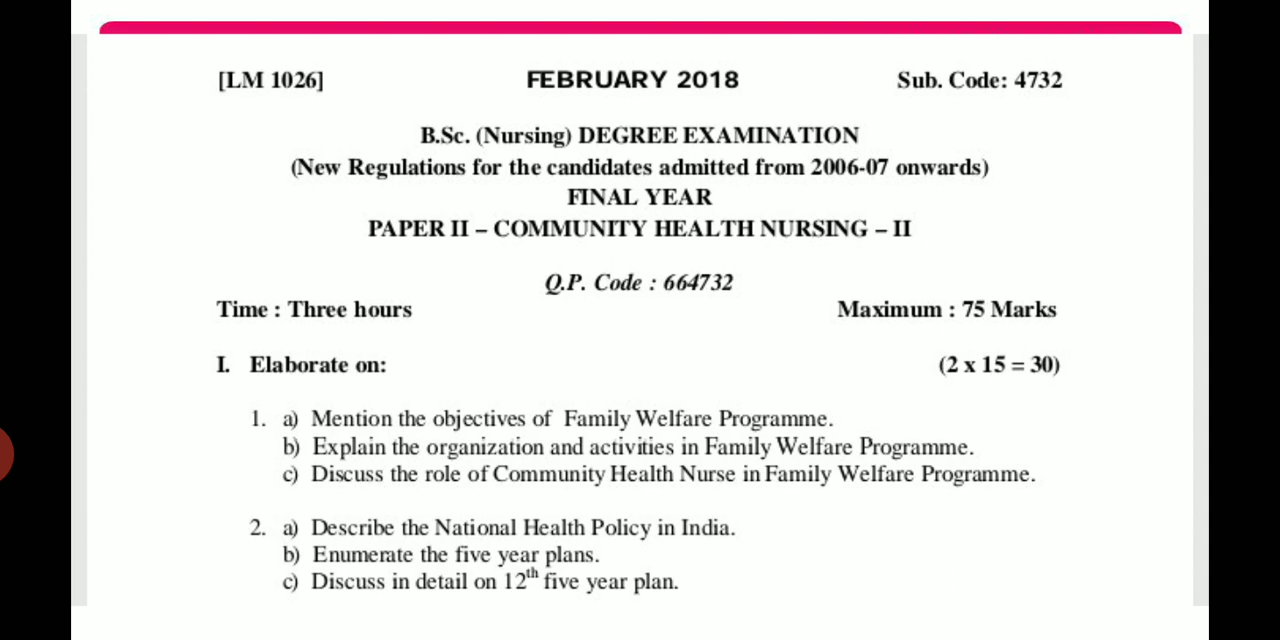 [LM 1026] FEBRUARY 2018 Sub. Code: 4732
B.Sc. (Nursing) DEGREE EXAMINATION
(New Regulations for the candidates admitted from 2006-07 onwards)
FINAL YEAR
PAPER II – COMMUNITY HEALTH NURSING – II
Q.P. Code : 664732
Time : Three hours Maximum : 75 Marks
I. Elaborate on: (2 x 15 = 30)
1. a) Mention the objectives of Family Welfare Programme.
b) Explain the organization and activities in Family Welfare Programme.
c) Discuss the role of Community Health Nurse in Family Welfare Programme.
2. a) Describe the National Health Policy in India.
b) Enumerate the five year plans.
c) Discuss in detail on 12th five year plan.